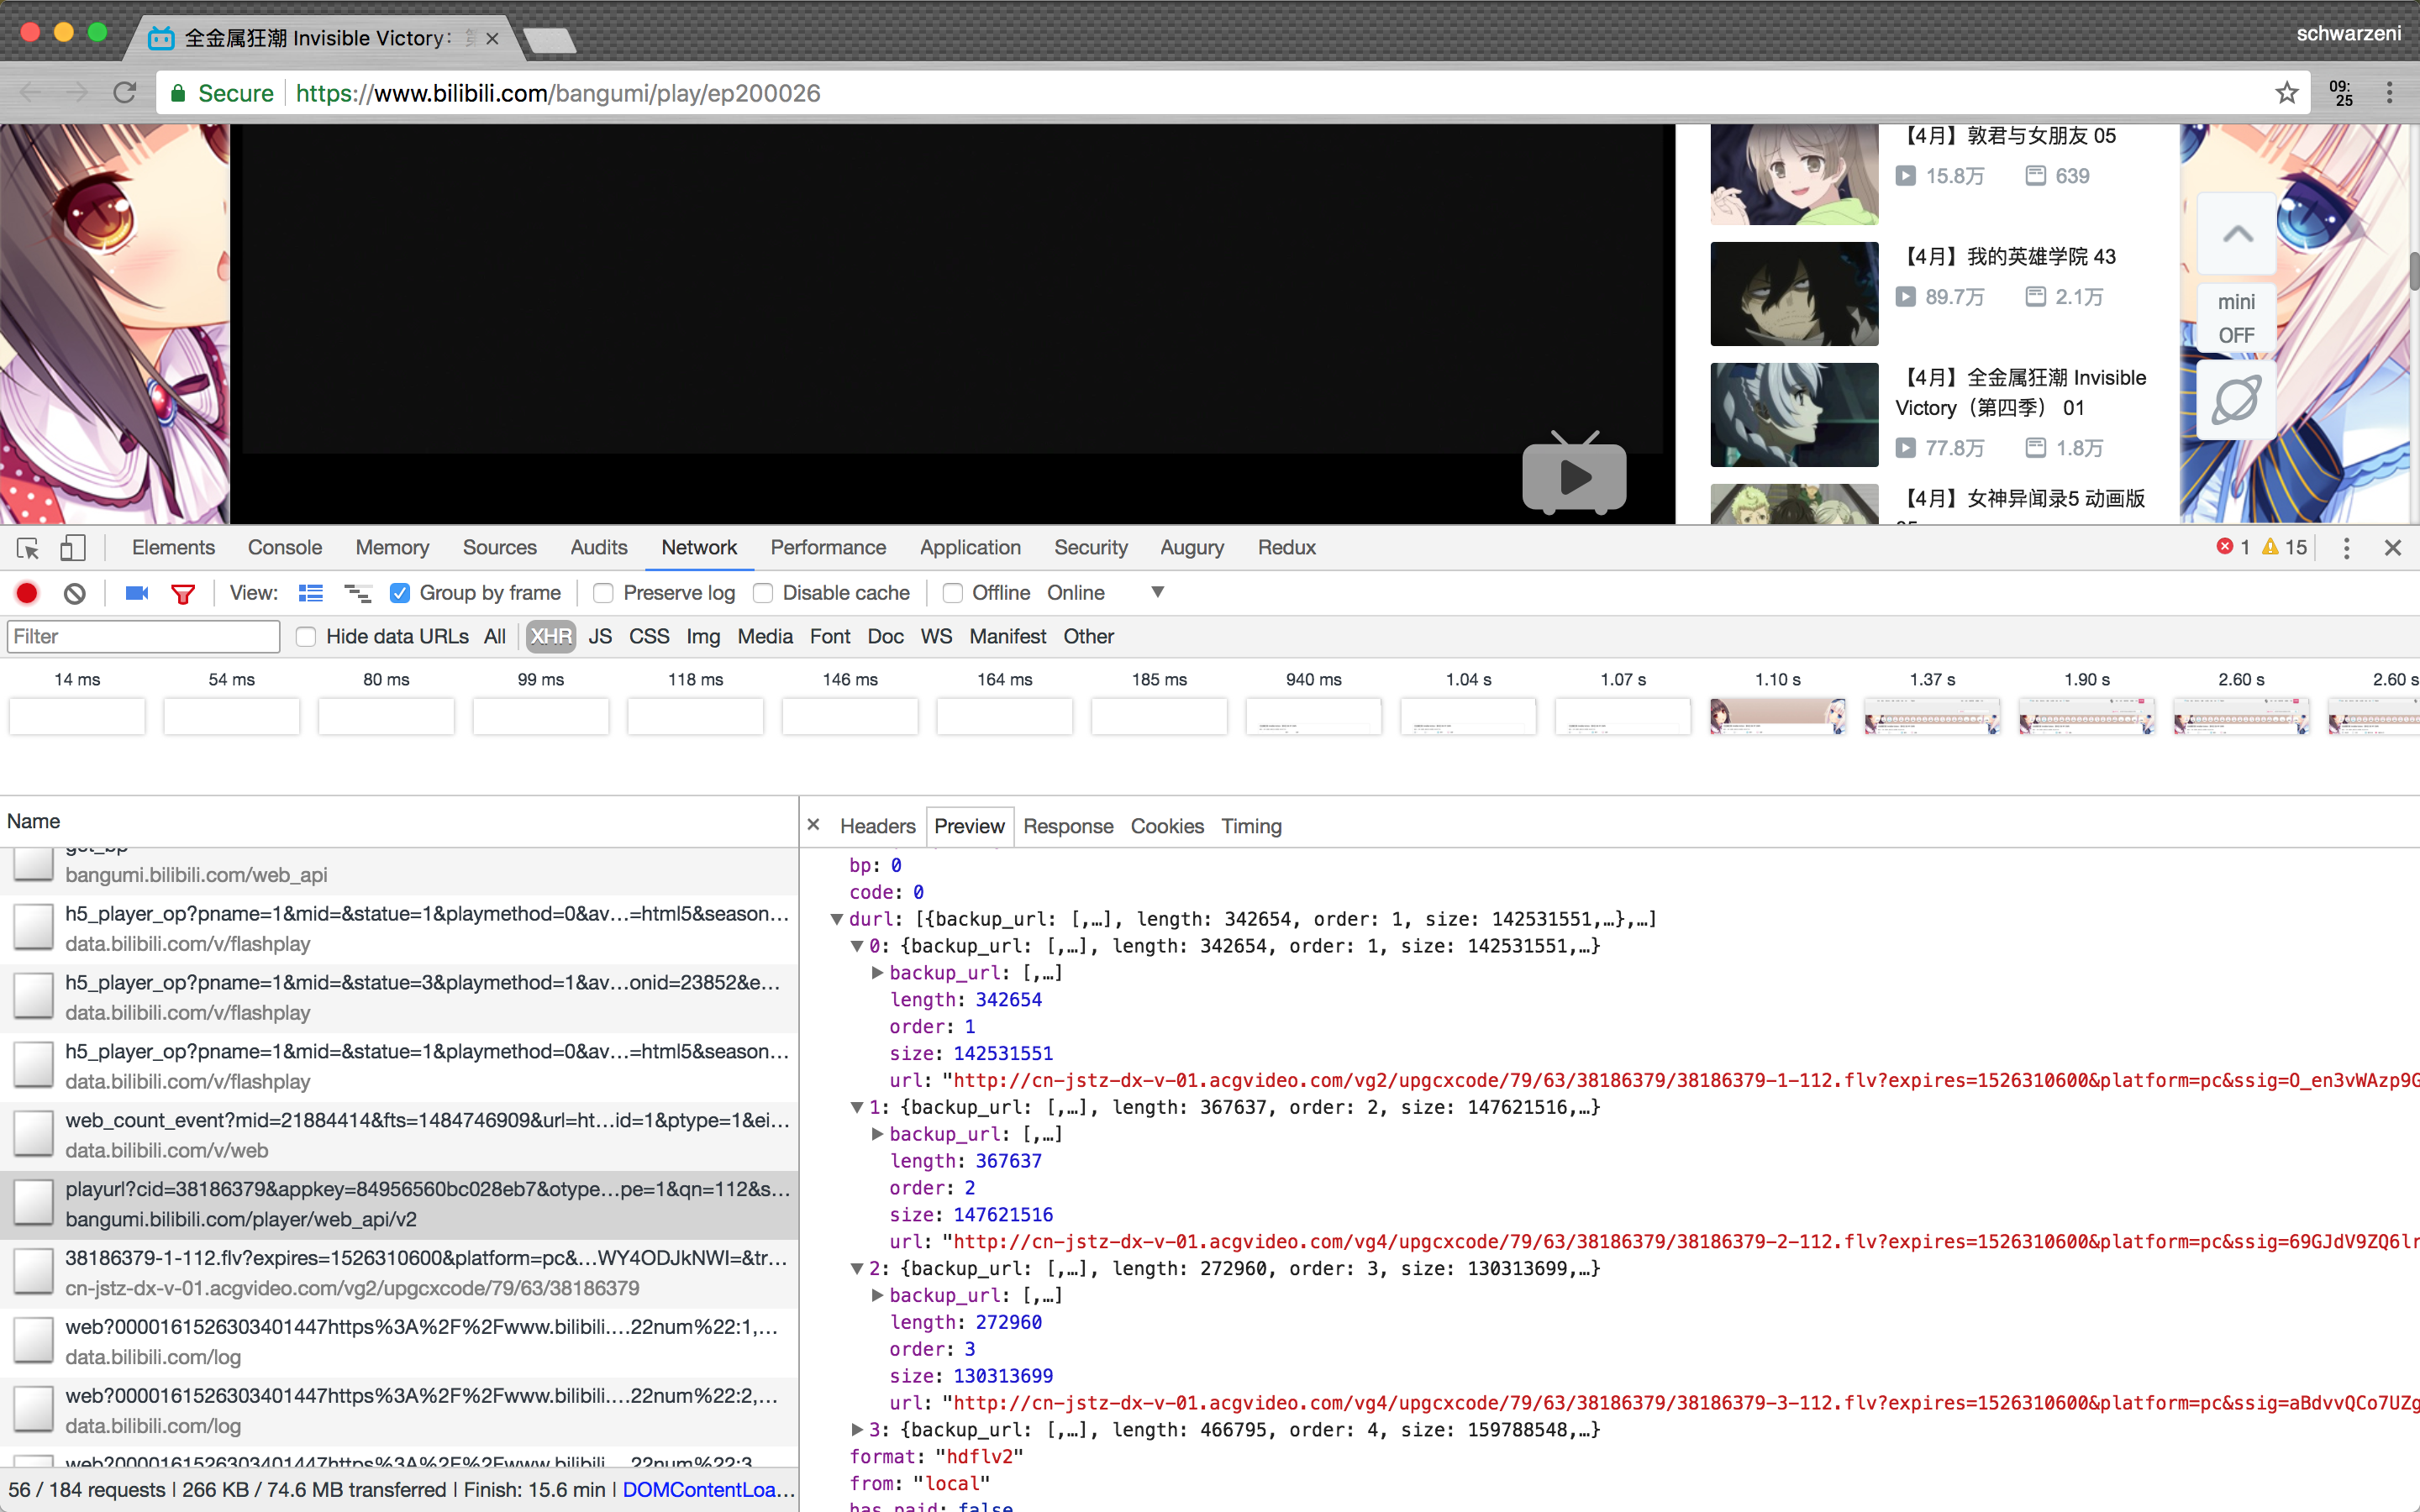 全金属狂潮 Invisible Victory：
schwarzeni
Secure
https://www.bilibili.com/bangumi/play/ep200026
09:
25
【4月】敦君与女朋友 05
15.8万 639
【4月】我的英雄学院 43
89.7万 2.1万
【4月】全金属狂潮 Invisible
Victory（第四季） 01
77.8万 1.8万
【4月】女神异闻录5 动画版
mini
OFF
Elements Console Memory Sources Audits Network Performance Application Security Augury Redux 1 15
View: Group by frame Preserve log Disable cache Offline Online
Filter Hide data URLs All XHR JS CSS Img Media Font Doc WS Manifest Other
14 ms 54 ms 80 ms 99 ms 118 ms 146 ms 164 ms 185 ms 940 ms 1.04 s 1.07 s 1.10 s 1.37 s 1.90 s 2.60 s 2.60 s
Name
get_bp
bangumi.bilibili.com/web_api
h5_player_op?pname=1&mid=&statue=1&playmethod=0&av…=html5&season…
data.bilibili.com/v/flashplay
h5_player_op?pname=1&mid=&statue=3&playmethod=1&av…onid=23852&e…
data.bilibili.com/v/flashplay
h5_player_op?pname=1&mid=&statue=1&playmethod=0&av…=html5&season…
data.bilibili.com/v/flashplay
web_count_event?mid=21884414&fts=1484746909&url=ht…id=1&ptype=1&ei…
data.bilibili.com/v/web
playurl?cid=38186379&appkey=84956560bc028eb7&otype…pe=1&qn=112&s…
bangumi.bilibili.com/player/web_api/v2
38186379-1-112.flv?expires=1526310600&platform=pc&…WY4ODJkNWI=&tr…
cn-jstz-dx-v-01.acgvideo.com/vg2/upgcxcode/79/63/38186379
web?0000161526303401447https%3A%2F%2Fwww.bilibili.…22num%22:1,…
data.bilibili.com/log
web?0000161526303401447https%3A%2F%2Fwww.bilibili.…22num%22:2,…
data.bilibili.com/log
web?0000161526303401447https%3A%2F%2Fwww.bilibili.…22num%22:3
56 / 184 requests | 266 KB / 74.6 MB transferred | Finish: 15.6 min | DOMContentLoa…
× Headers Preview Response Cookies Timing
bp: 0
code: 0
durl: [{backup_url: [,…], length: 342654, order: 1, size: 142531551,…},…]
0: {backup_url: [,…], length: 342654, order: 1, size: 142531551,…}
backup_url: [,…]
length: 342654
order: 1
size: 142531551
url: "http://cn-jstz-dx-v-01.acgvideo.com/vg2/upgcxcode/79/63/38186379/38186379-1-112.flv?expires=1526310600&platform=pc&ssig=O_en3vWAzp9G
1: {backup_url: [,…], length: 367637, order: 2, size: 147621516,…}
backup_url: [,…]
length: 367637
order: 2
size: 147621516
url: "http://cn-jstz-dx-v-01.acgvideo.com/vg4/upgcxcode/79/63/38186379/38186379-2-112.flv?expires=1526310600&platform=pc&ssig=69GJdV9ZQ6lr
2: {backup_url: [,…], length: 272960, order: 3, size: 130313699,…}
backup_url: [,…]
length: 272960
order: 3
size: 130313699
url: "http://cn-jstz-dx-v-01.acgvideo.com/vg4/upgcxcode/79/63/38186379/38186379-3-112.flv?expires=1526310600&platform=pc&ssig=aBdvvQCo7UZg
3: {backup_url: [,…], length: 466795, order: 4, size: 159788548,…}
format: "hdflv2"
from: "local"
has_paid: false